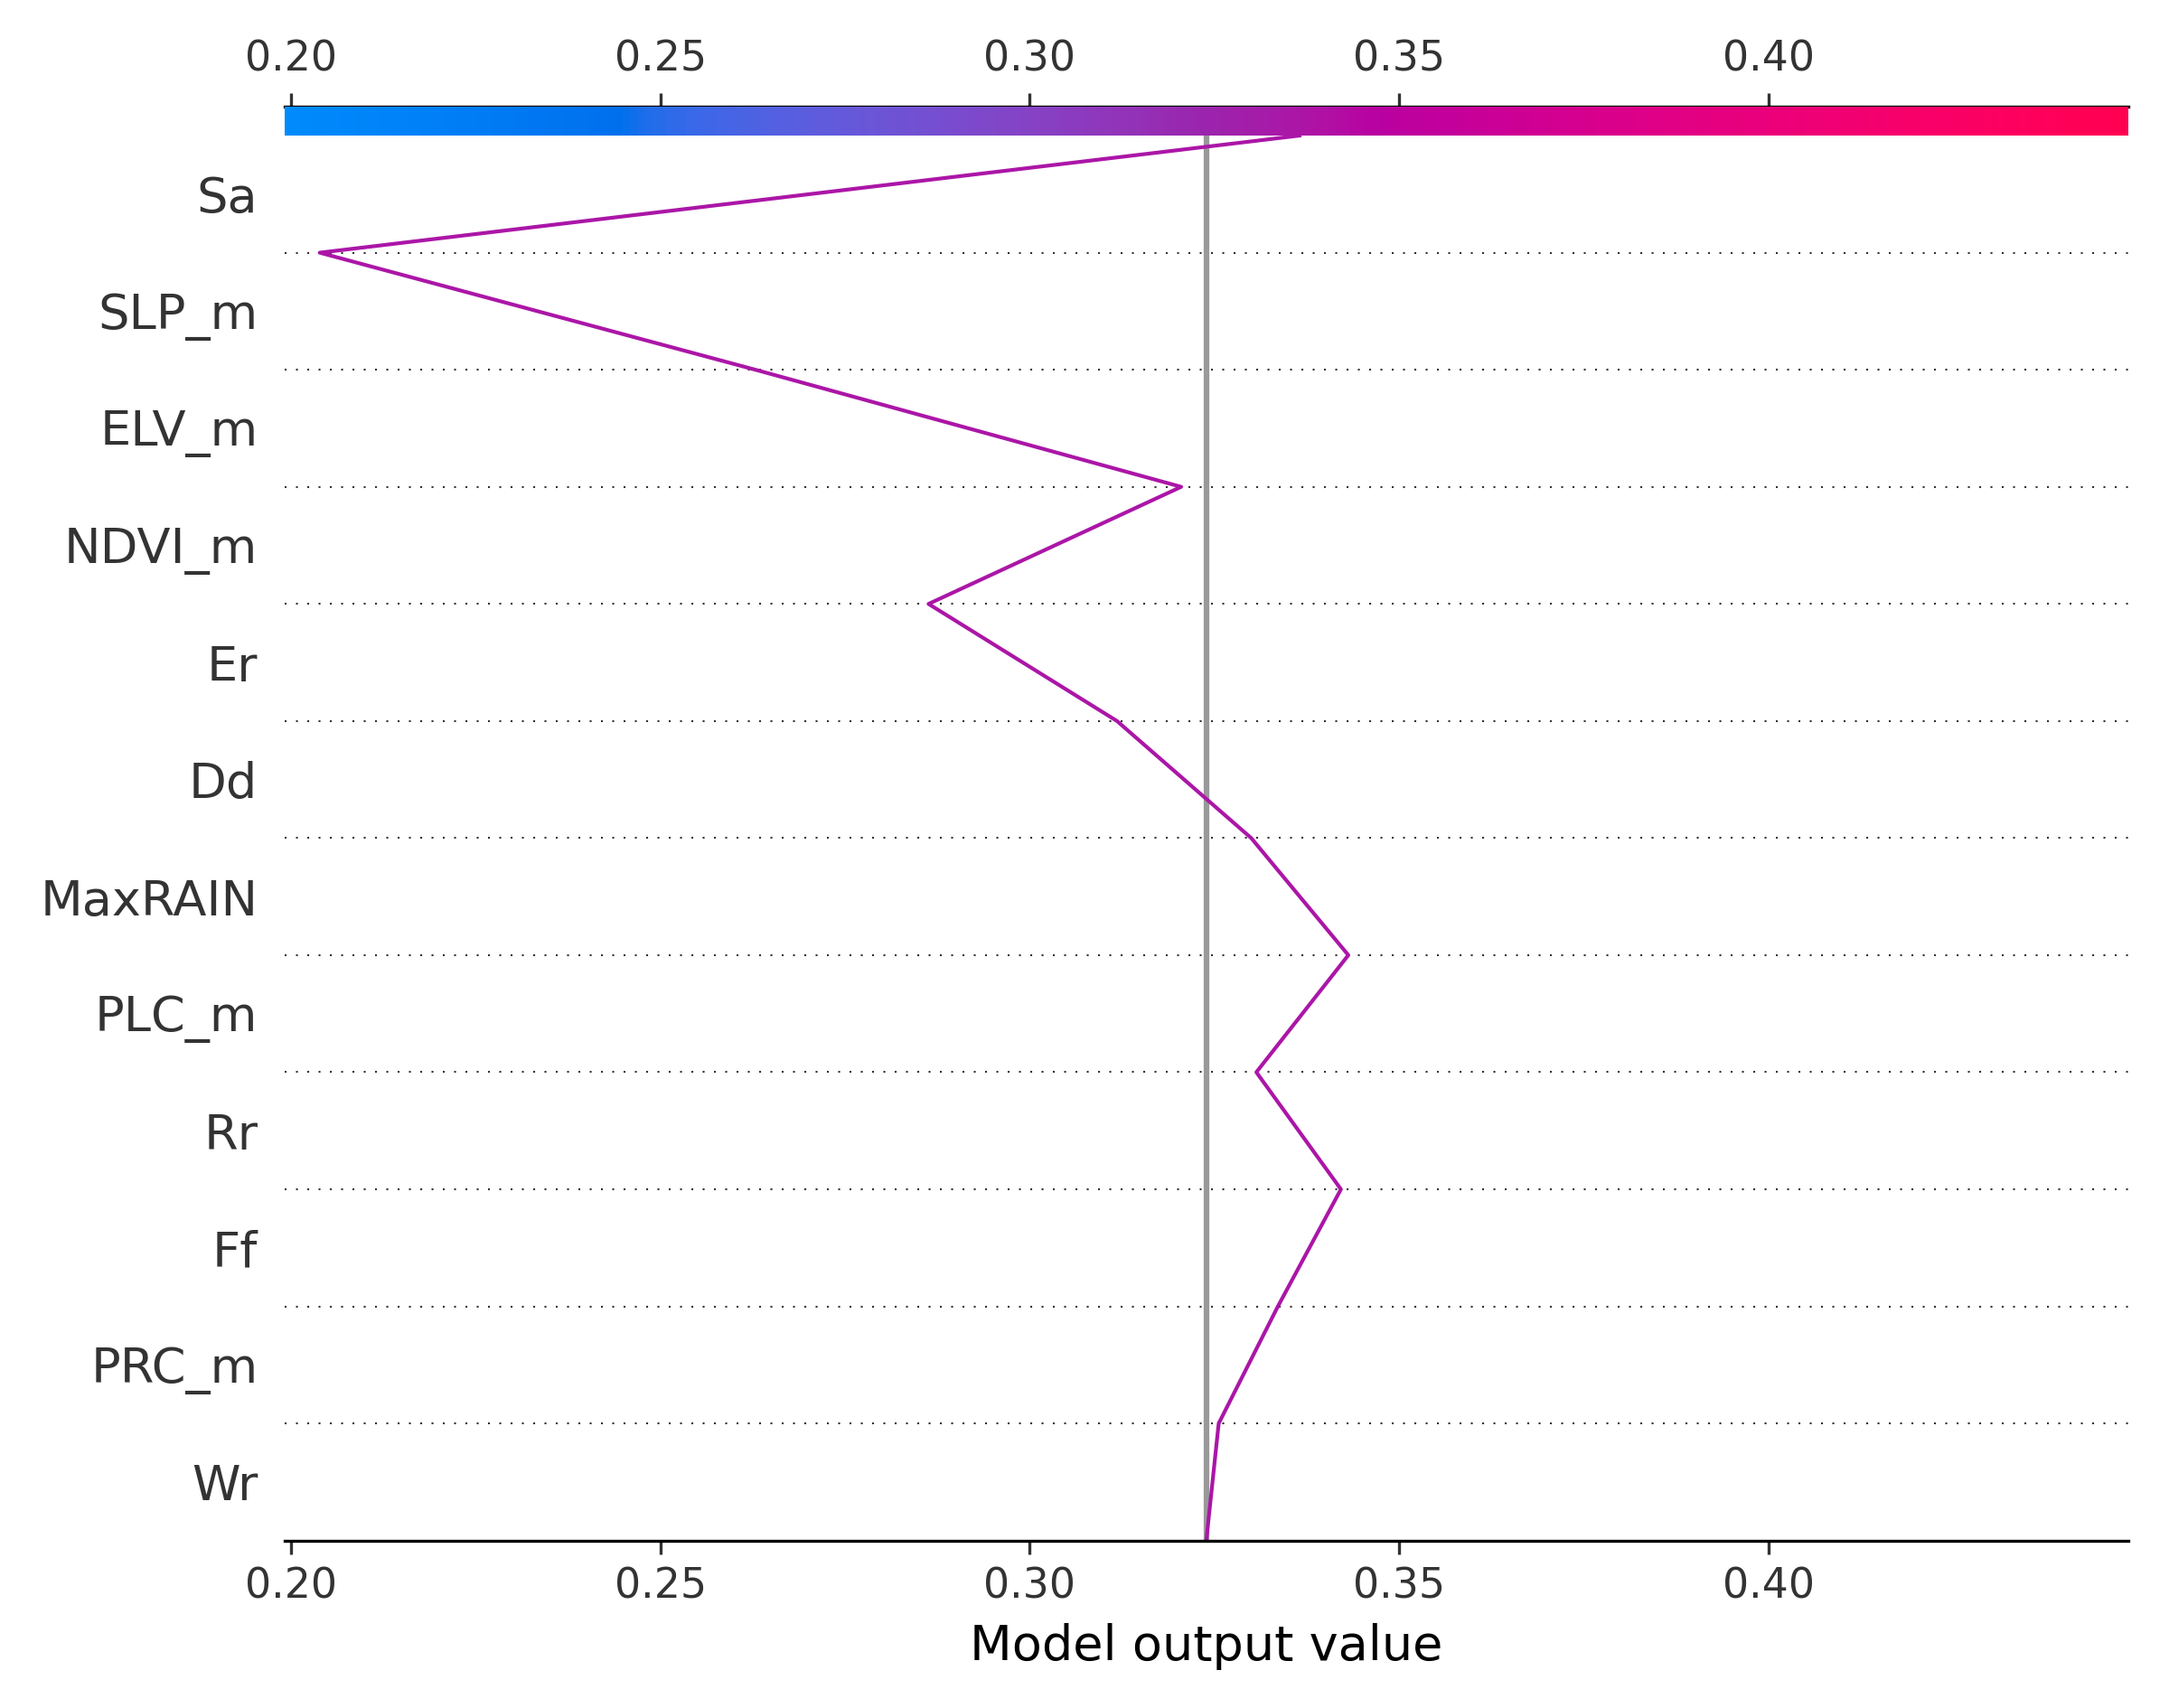 0.20 0.25 0.30 0.35 0.40
Sa
SLP_m
ELV_m
NDVI_m
Er
Dd
MaxRAIN
PLC_m
Rr
Ff
PRC_m
Wr
0.20 0.25 0.30 0.35 0.40
Model output value